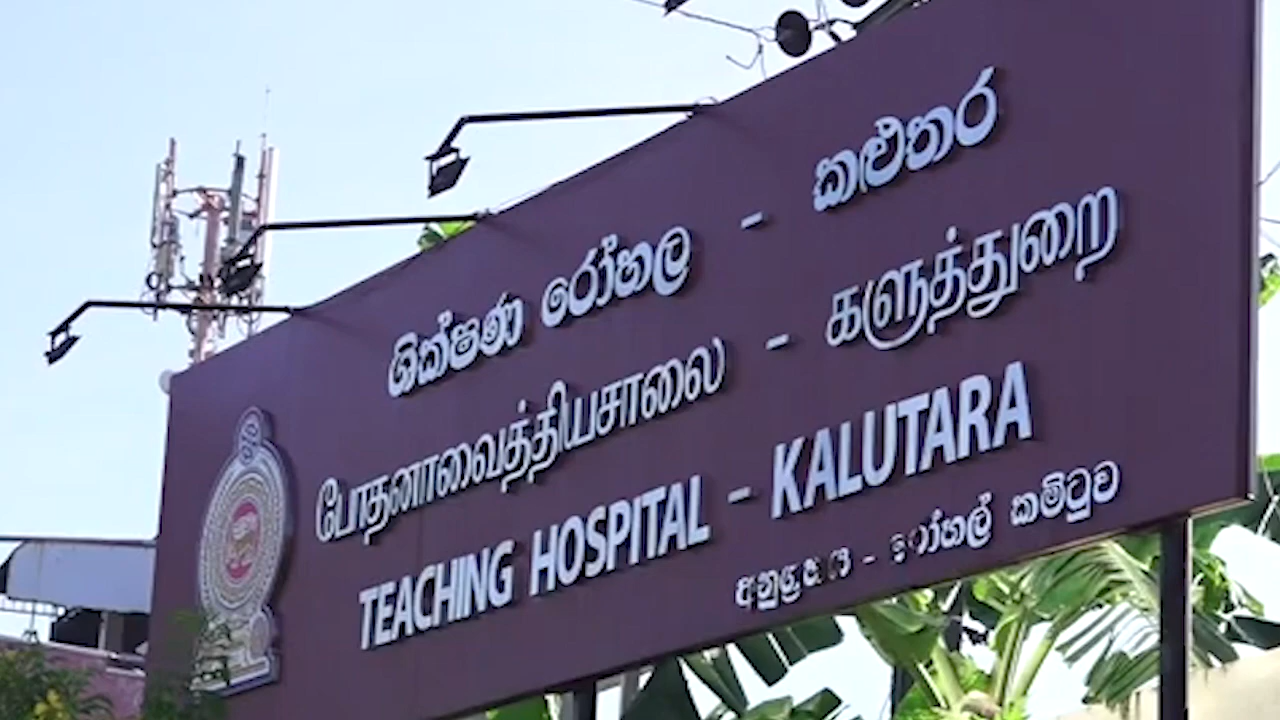 ශික්ෂණ රෝහල - කළුතර
போதனாவைத்தியசாலை - களுத்துறை
TEACHING HOSPITAL - KALUTARA
අනුග්‍රහය - රෝහල් කමිටුව